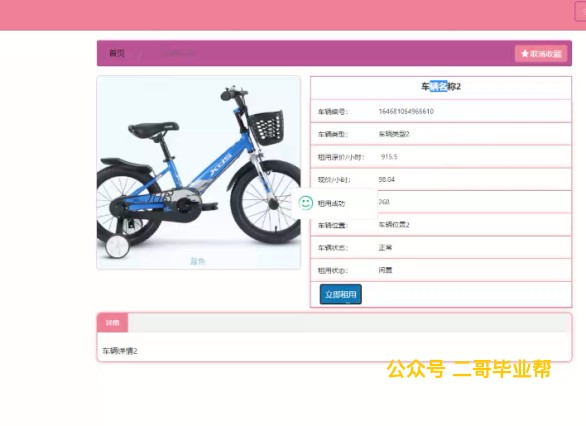 首页
★取消收藏
车辆名称2
车辆编号： 164681064966610
车辆类型： 车辆类型2
租用原价/小时： 915.5
现价/小时： 98.04
租用成功 268
车辆位置： 车辆位置2
车辆状态： 正常
租用状态： 闲置
立即租用
蓝色
详情
车辆详情2
公众号 二哥毕业帮